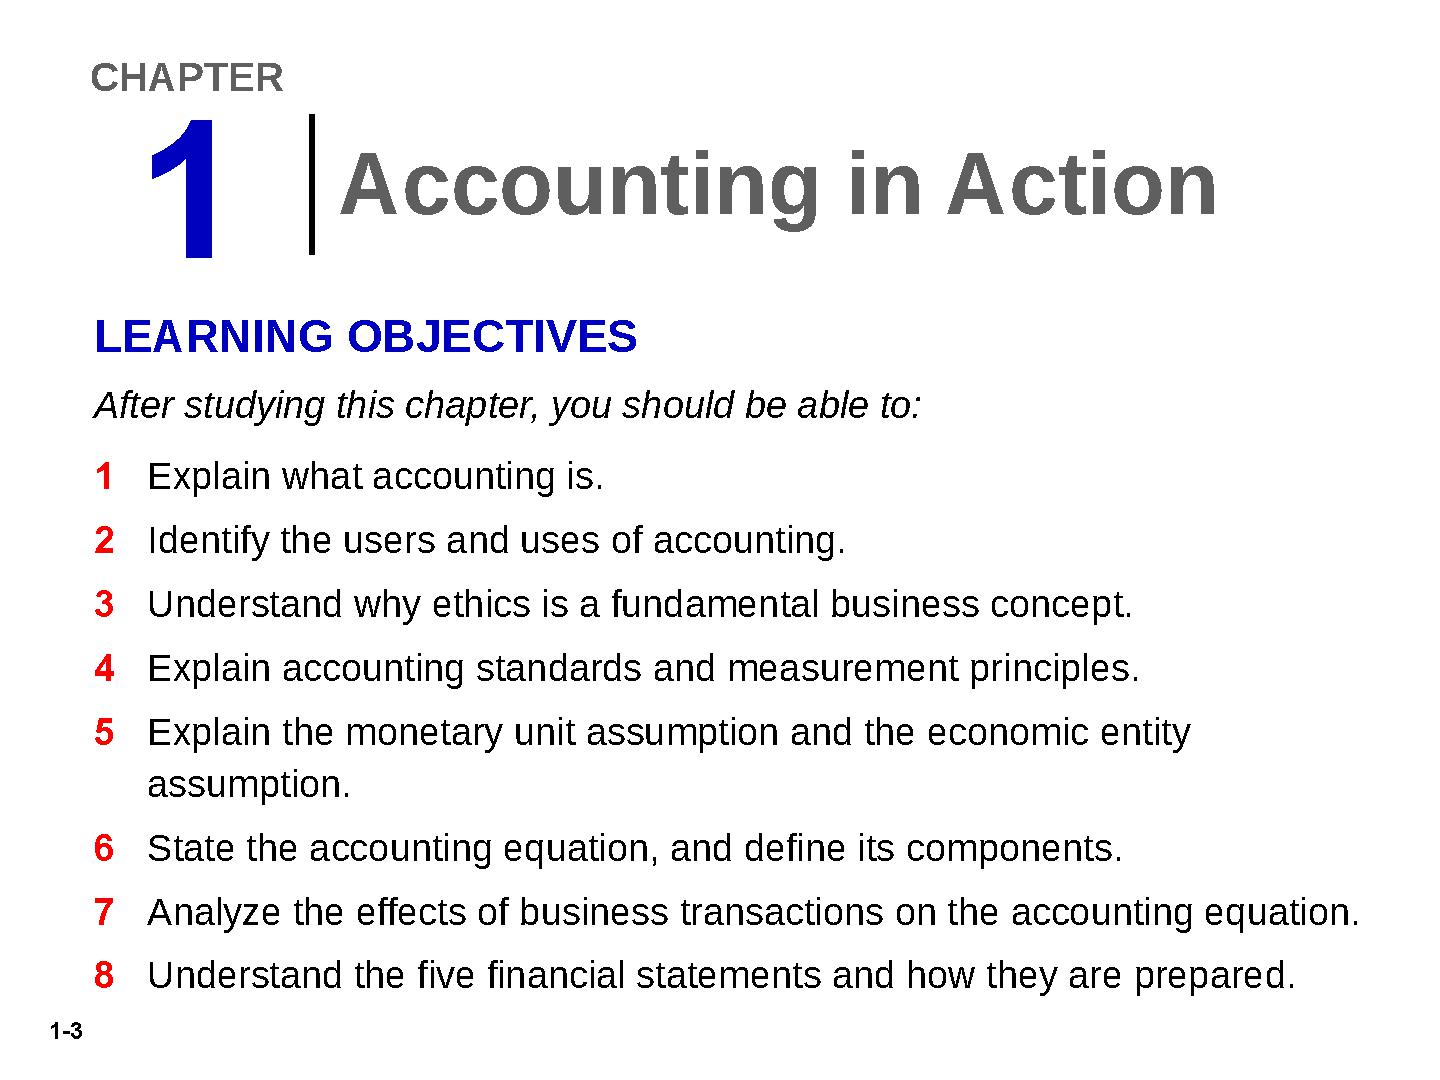 CHAPTER
1
Accounting in Action
LEARNING OBJECTIVES
After studying this chapter, you should be able to:
1 Explain what accounting is.
2 Identify the users and uses of accounting.
3 Understand why ethics is a fundamental business concept.
4 Explain accounting standards and measurement principles.
5 Explain the monetary unit assumption and the economic entity
assumption.
6 State the accounting equation, and define its components.
7 Analyze the effects of business transactions on the accounting equation.
8 Understand the five financial statements and how they are prepared.
1-3